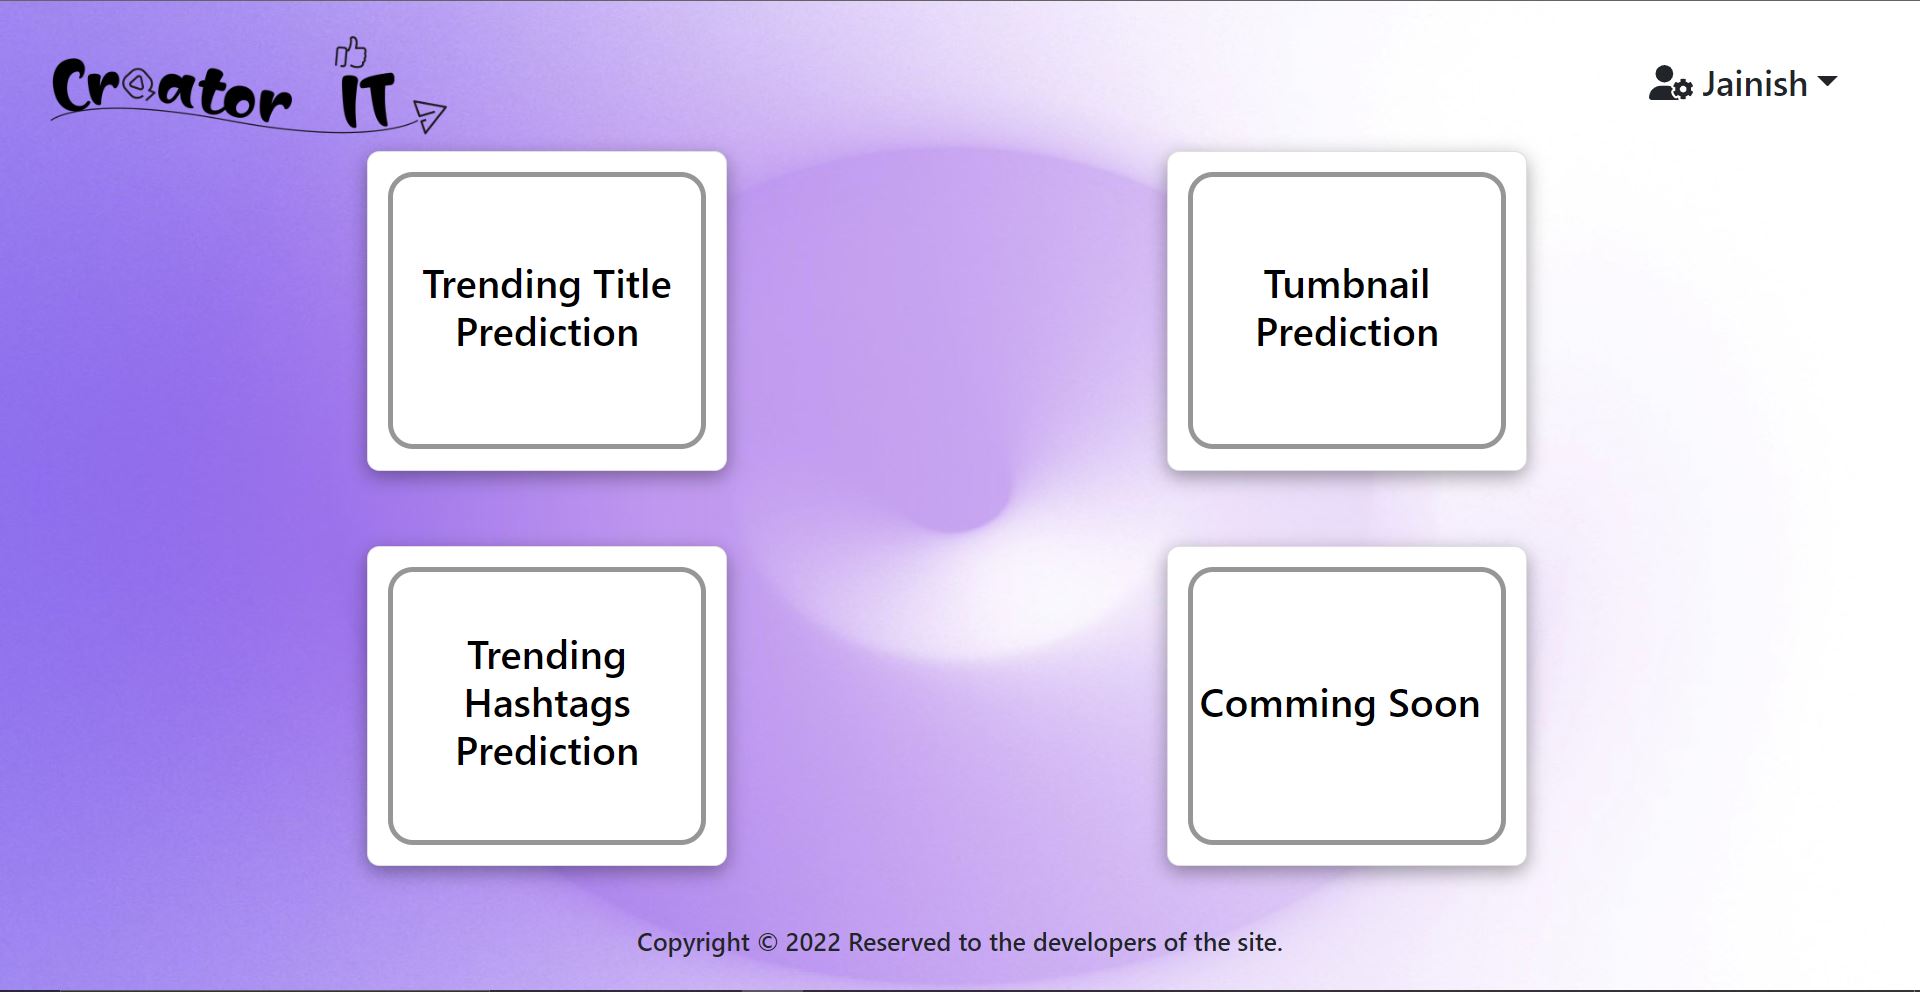 Creator IT
Jainish
Trending Title
Prediction
Tumbnail
Prediction
Trending
Hashtags
Prediction
Comming Soon
Copyright © 2022 Reserved to the developers of the site.